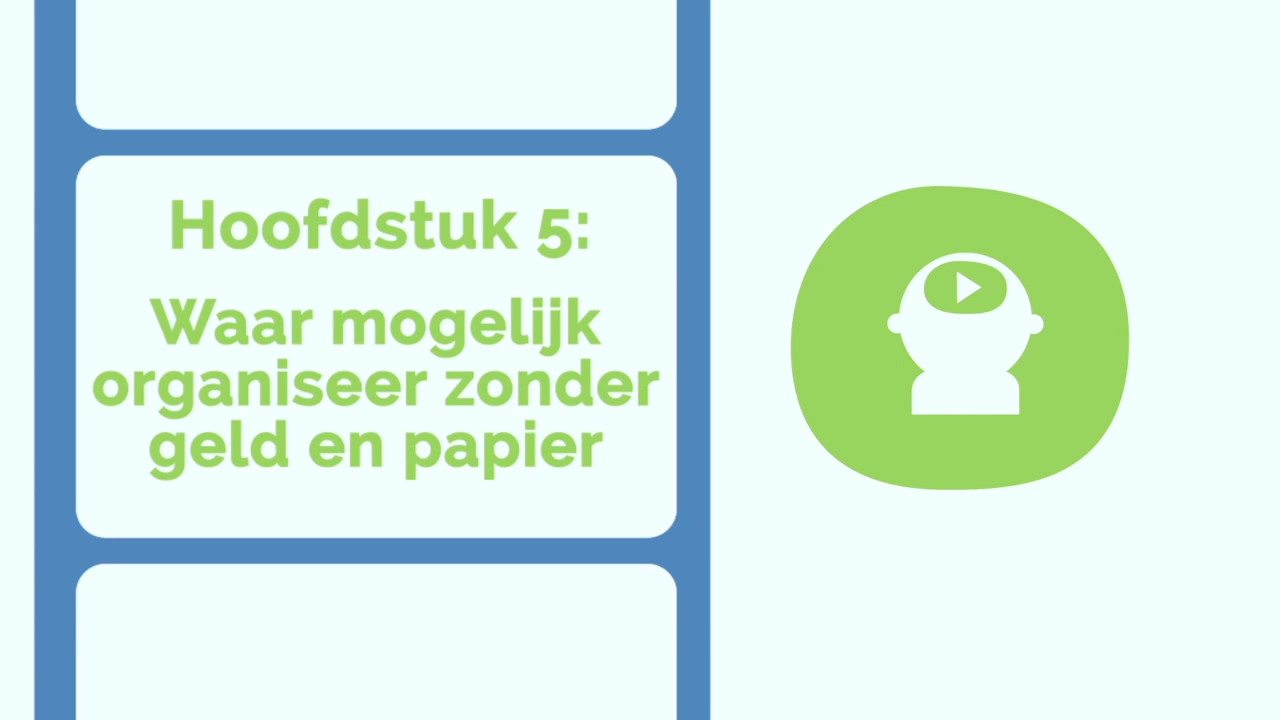 Hoofdstuk 5:
Waar mogelijk
organiseer zonder
geld en papier